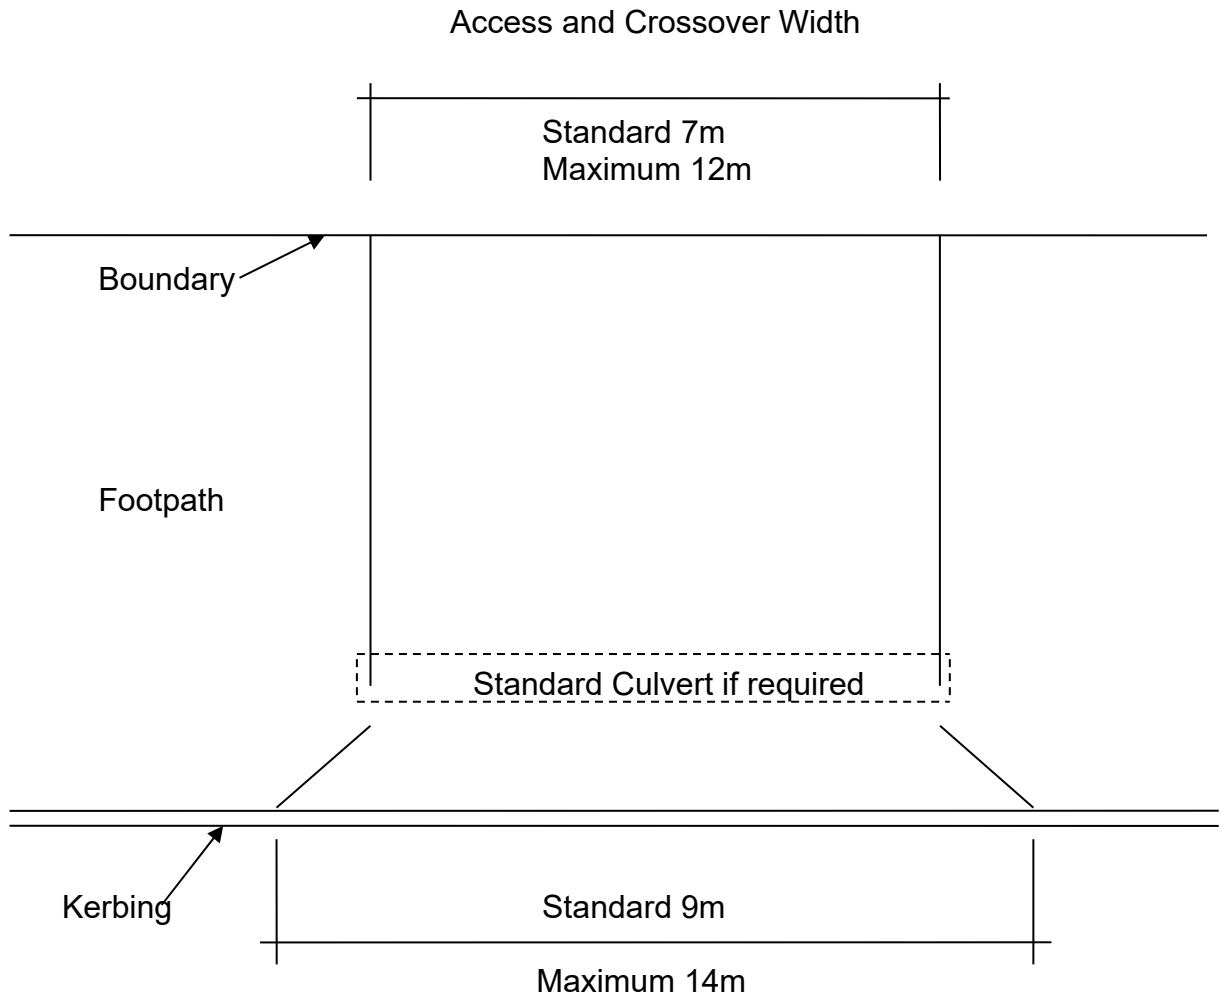 Access and Crossover Width
Standard 7m
Maximum 12m
Boundary
Footpath
Standard Culvert if required
Kerbing
Standard 9m
Maximum 14m